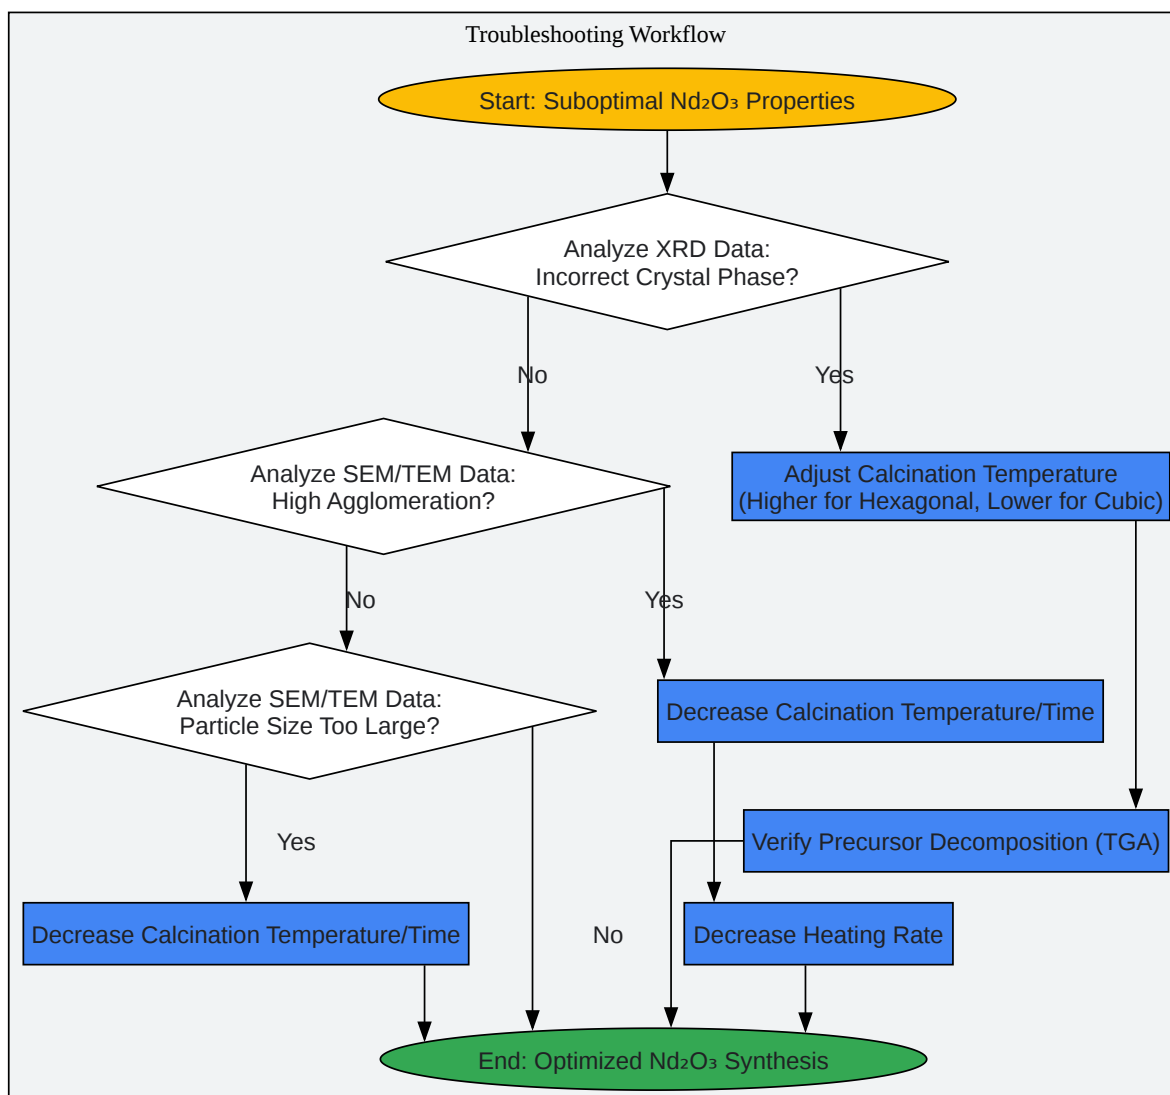 Troubleshooting Workflow
Start: Suboptimal Nd₂O₃ Properties
Analyze XRD Data:
Incorrect Crystal Phase?
No
Yes
Analyze SEM/TEM Data:
High Agglomeration?
Adjust Calcination Temperature
(Higher for Hexagonal, Lower for Cubic)
No
Yes
Analyze SEM/TEM Data:
Particle Size Too Large?
Decrease Calcination Temperature/Time
Yes
Verify Precursor Decomposition (TGA)
Decrease Calcination Temperature/Time
No
Decrease Heating Rate
End: Optimized Nd₂O₃ Synthesis